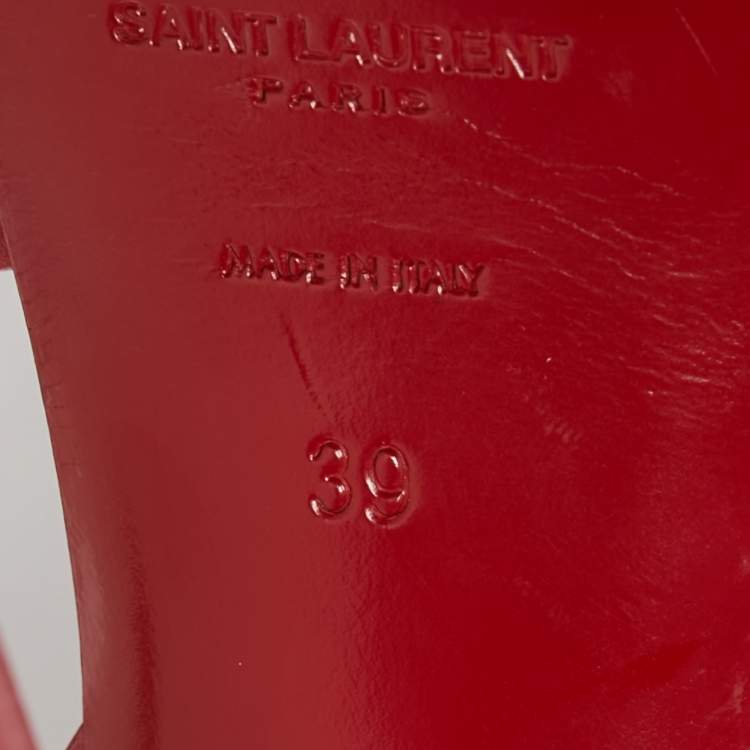 SAINT LAURENT
PARIS
MADE IN ITALY
39